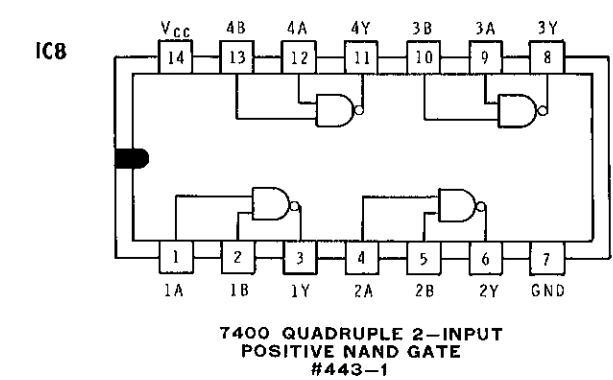 IC8
VCC 4B 4A 4Y 3B 3A 3Y
14 13 12 11 10 9 8
1 2 3 4 5 6 7
1A 1B 1Y 2A 2B 2Y GND
7400 QUADRUPLE 2-INPUT
POSITIVE NAND GATE
#443-1